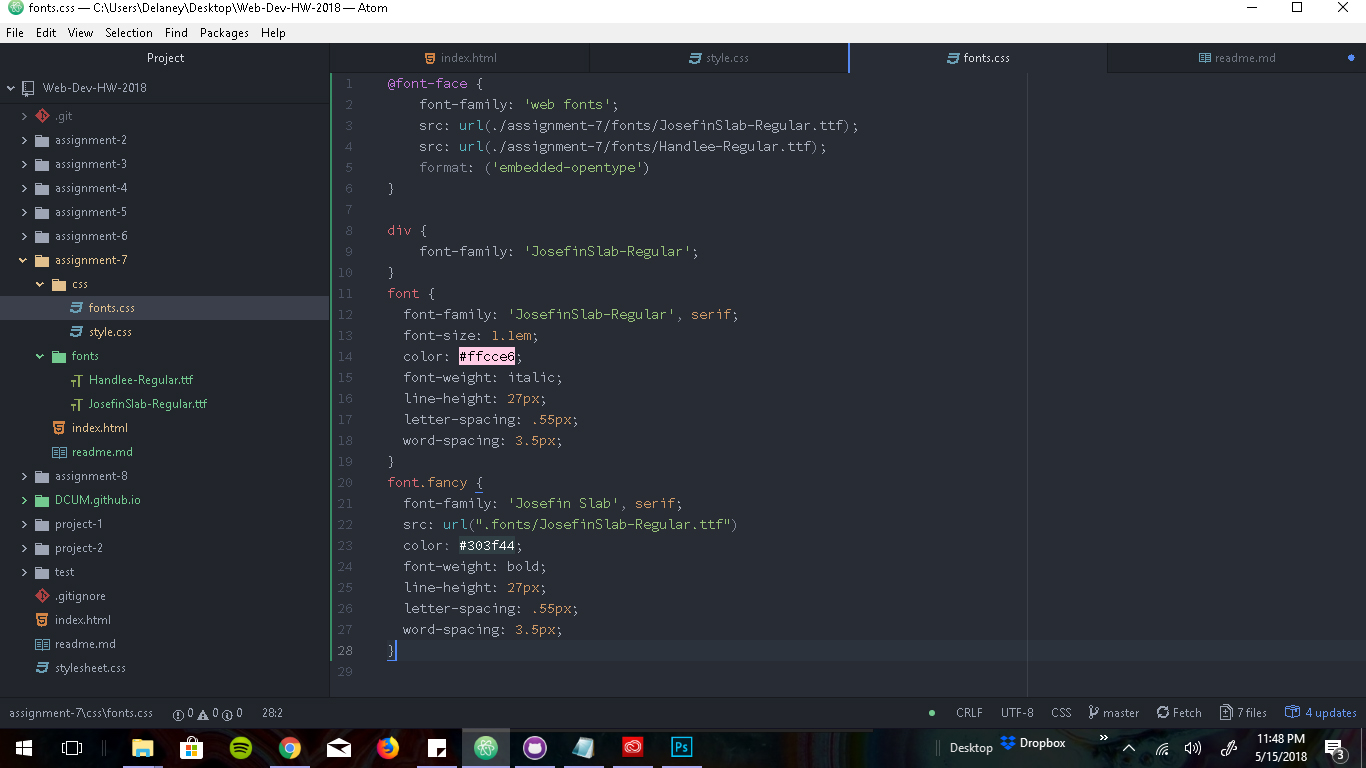 fonts.css — C:\Users\Delaney\Desktop\Web-Dev-HW-2018 — Atom
File Edit View Selection Find Packages Help
Project
index.html
style.css
fonts.css
readme.md
Web-Dev-HW-2018
.git
assignment-2
assignment-3
assignment-4
assignment-5
assignment-6
assignment-7
css
fonts.css
style.css
fonts
Handlee-Regular.ttf
JosefinSlab-Regular.ttf
index.html
readme.md
assignment-8
DCUM.github.io
project-1
project-2
test
.gitignore
index.html
readme.md
stylesheet.css
1 @font-face {
2 font-family: 'web fonts';
3 src: url(./assignment-7/fonts/JosefinSlab-Regular.ttf);
4 src: url(./assignment-7/fonts/Handlee-Regular.ttf);
5 format: ('embedded-opentype')
6 }
7
8 div {
9 font-family: 'JosefinSlab-Regular';
10 }
11 font {
12 font-family: 'JosefinSlab-Regular', serif;
13 font-size: 1.1em;
14 color: #ffcce6;
15 font-weight: italic;
16 line-height: 27px;
17 letter-spacing: .55px;
18 word-spacing: 3.5px;
19 }
20 font.fancy {
21 font-family: 'Josefin Slab', serif;
22 src: url(".fonts/JosefinSlab-Regular.ttf")
23 color: #303f44;
24 font-weight: bold;
25 line-height: 27px;
26 letter-spacing: .55px;
27 word-spacing: 3.5px;
28 }
29
assignment-7\css\fonts.css 0 0 0 28:2 CRLF UTF-8 CSS master Fetch 7 files 4 updates
Ps
Desktop
Dropbox
»
11:48 PM
5/15/2018
3